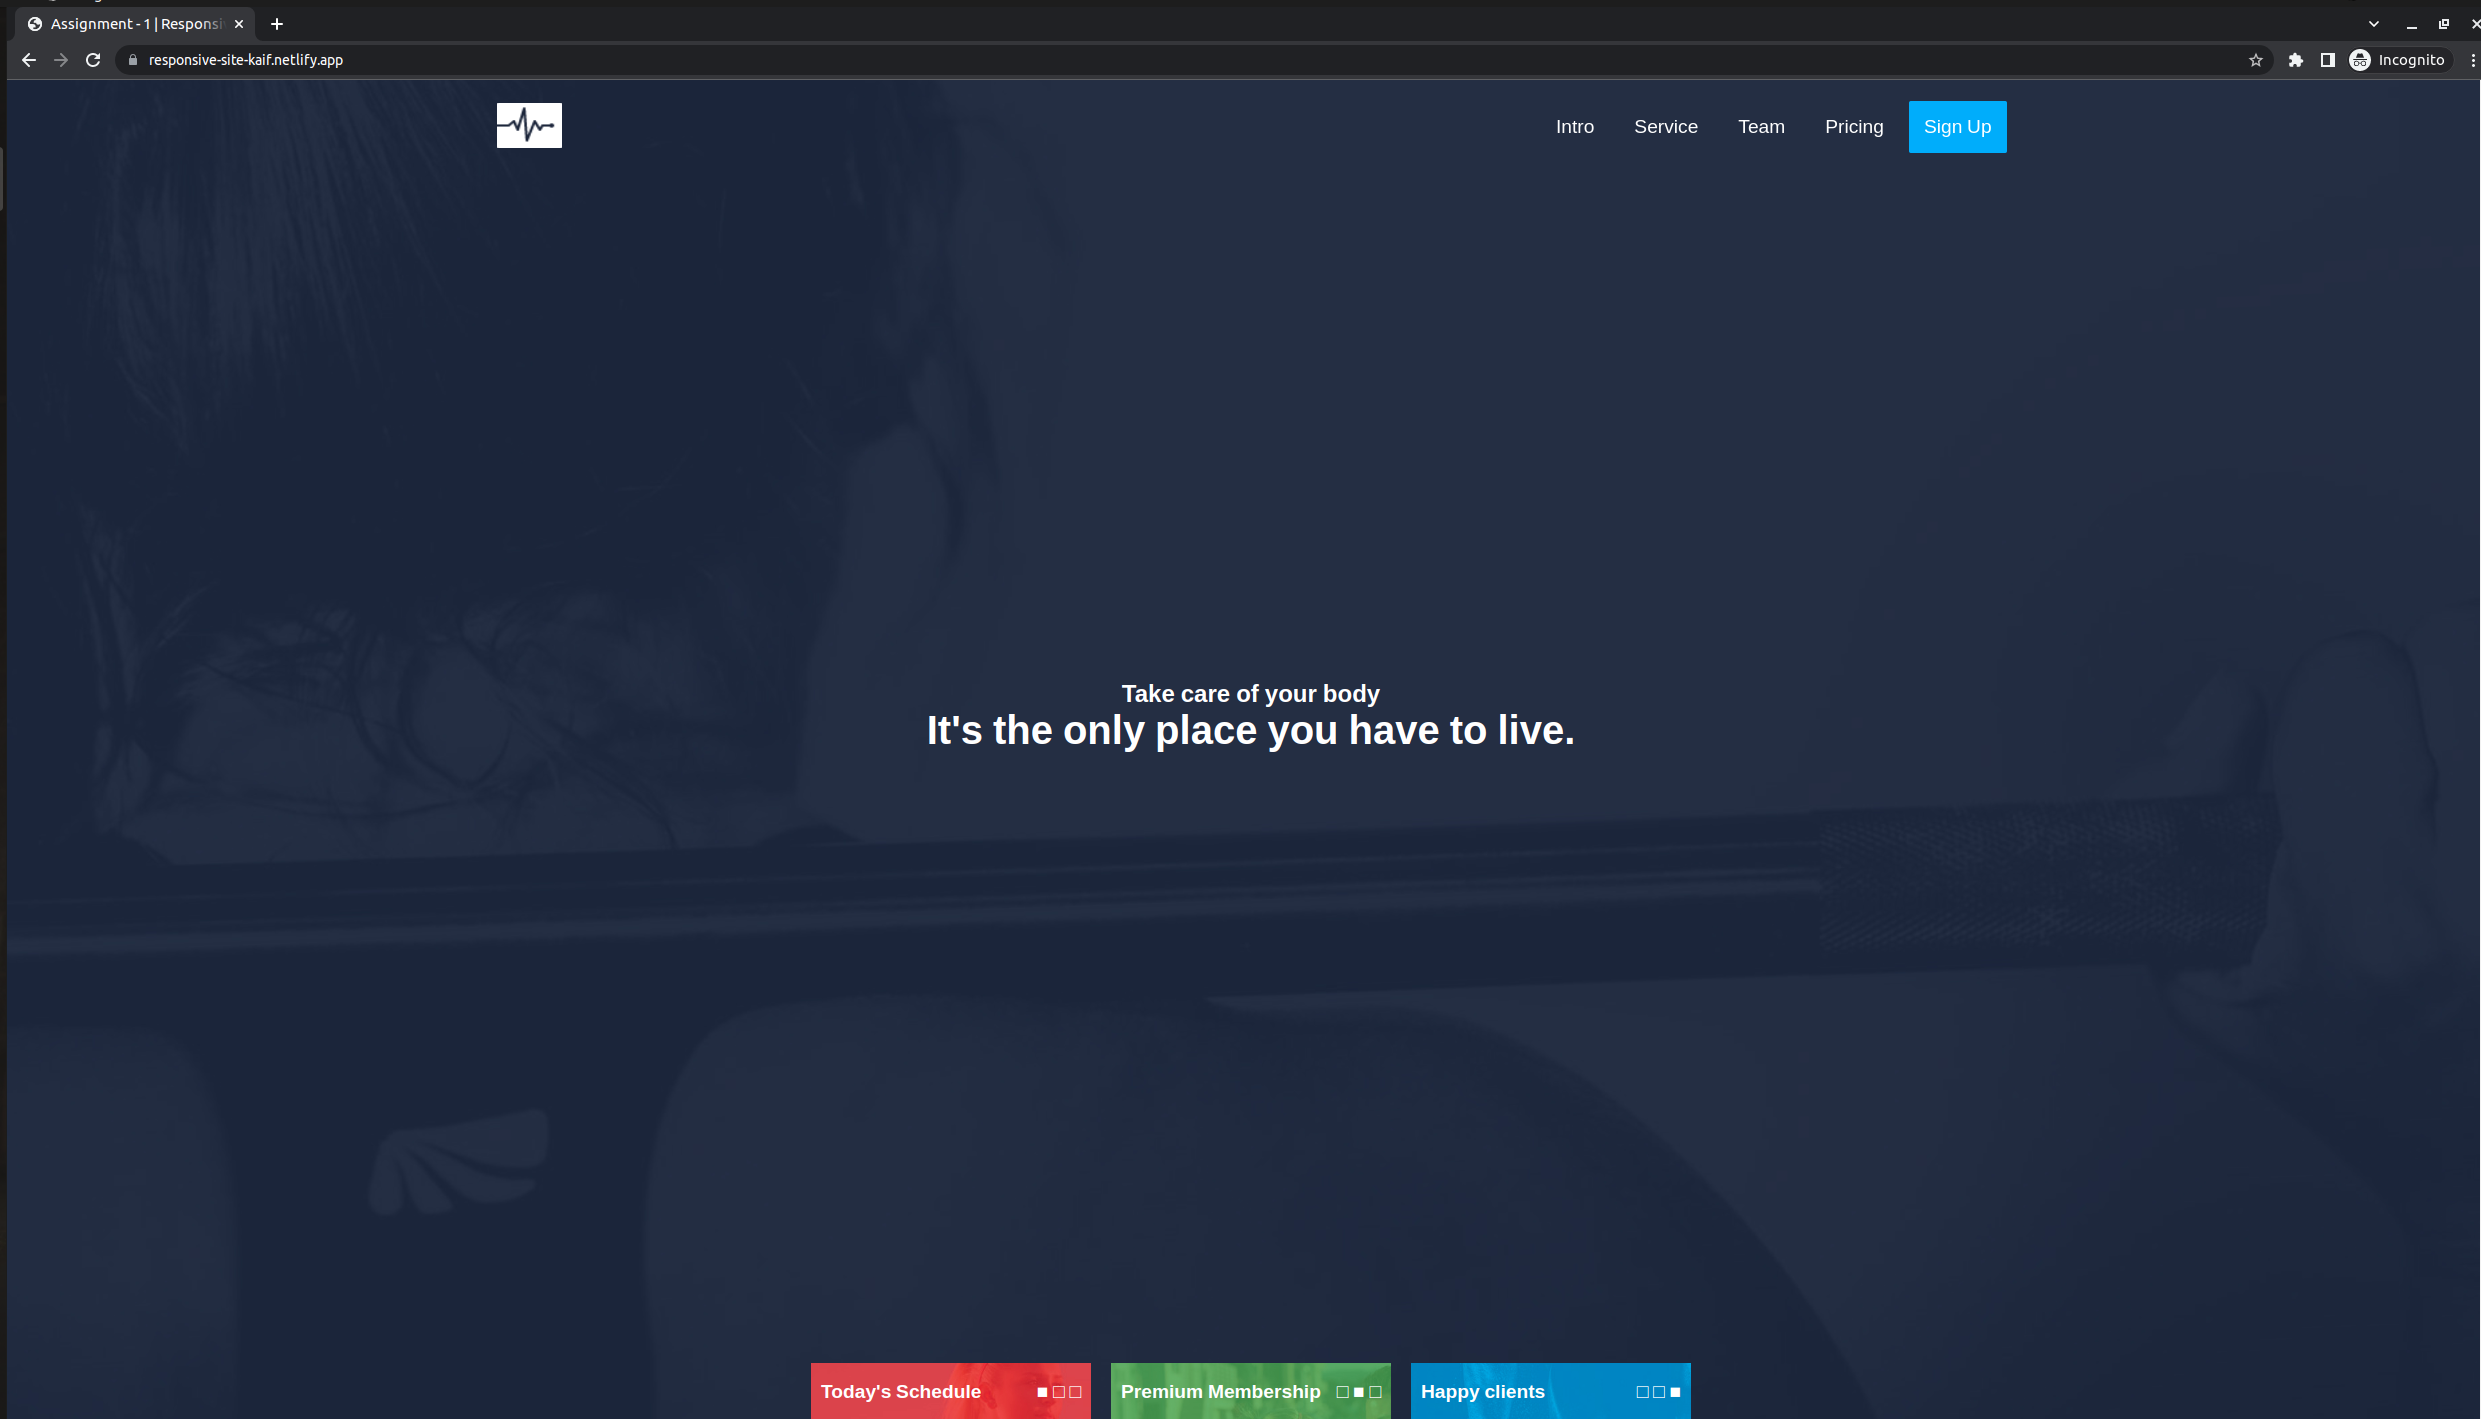 Assignment - 1 | Responsi
responsive-site-kaif.netlify.app
Incognito
Intro Service Team Pricing Sign Up
Take care of your body
It's the only place you have to live.
Today's Schedule Premium Membership Happy clients